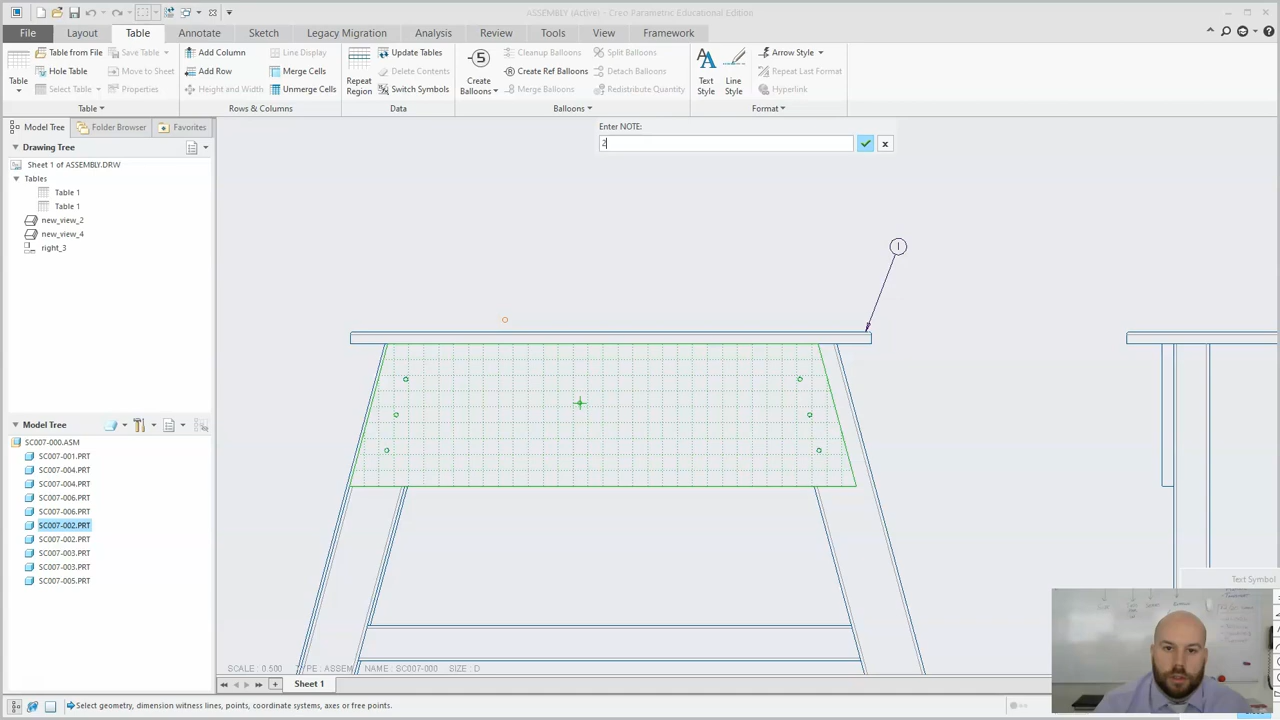 ASSEMBLY (Active) - Creo Parametric Educational Edition
File Layout Table Annotate Sketch Legacy Migration Analysis Review Tools View Framework
Table from File Save Table Add Column Line Display Update Tables Cleanup Balloons Split Balloons Arrow Style
Hole Table Move to Sheet Add Row Merge Cells Delete Contents Create Ref Balloons Detach Balloons Repeat Last Format
Table Select Table Properties Height and Width Unmerge Cells Repeat Region Switch Symbols Create Balloons Merge Balloons Redistribute Quantity Text Style Line Style Hyperlink
Table Rows & Columns Data Balloons Format
Model Tree Folder Browser Favorites
Enter NOTE:
2
Drawing Tree
Sheet 1 of ASSEMBLY.DRW
Tables
Table 1
Table 1
new_view_2
new_view_4
right_3
1
Model Tree
SC007-000.ASM
SC007-001.PRT
SC007-004.PRT
SC007-004.PRT
SC007-006.PRT
SC007-006.PRT
SC007-002.PRT
SC007-002.PRT
SC007-003.PRT
SC007-003.PRT
SC007-005.PRT
Text Symbol
SCALE : 0.500 TYPE : ASSEM NAME : SC007-000 SIZE : D
Sheet 1
Select geometry, dimension witness lines, points, coordinate systems, axes or free points.